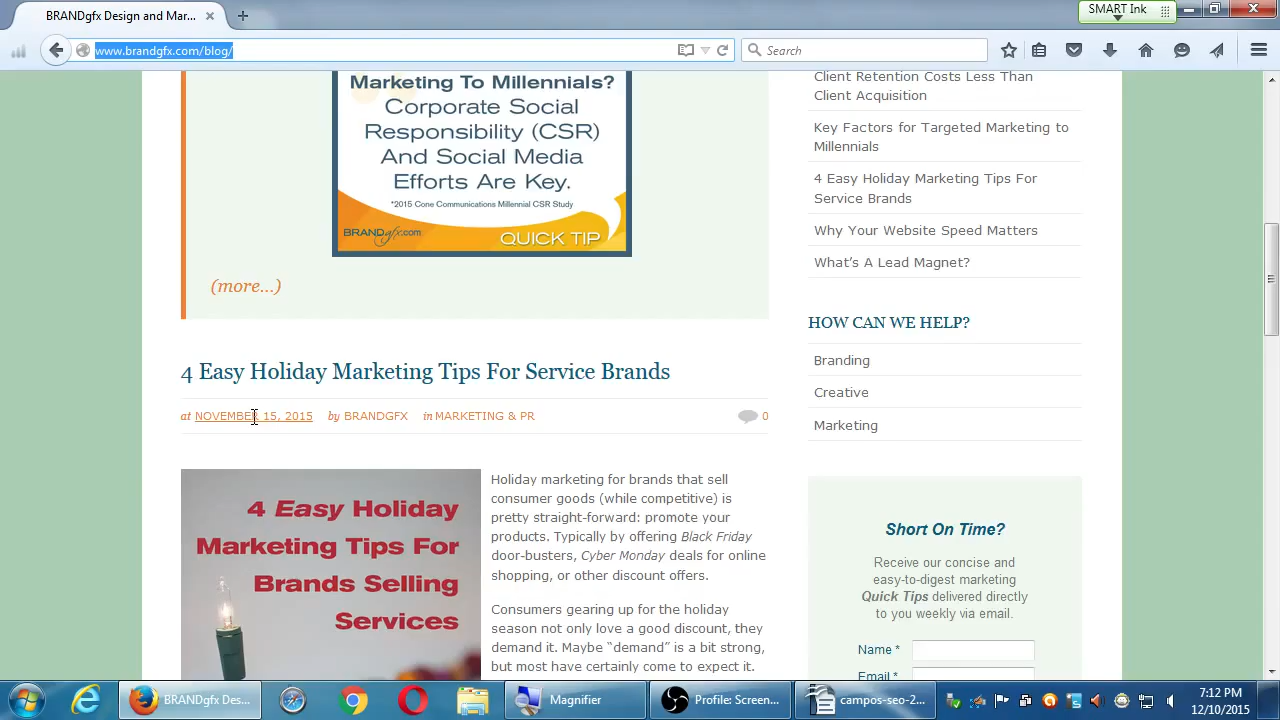 BRANDgfx Design and Mar...
SMART Ink
www.brandgfx.com/blog/
Search
Marketing To Millennials?
Corporate Social
Responsibility (CSR)
And Social Media
Efforts Are Key.
*2015 Cone Communications Millennial CSR Study
BRANDgfx.com
QUICK TIP
(more...)
4 Easy Holiday Marketing Tips For Service Brands
at NOVEMBER 15, 2015 by BRANDGFX in MARKETING & PR
0
4 Easy Holiday
Marketing Tips For
Brands Selling
Services
Holiday marketing for brands that sell
consumer goods (while competitive) is
pretty straight-forward: promote your
products. Typically by offering Black Friday
door-busters, Cyber Monday deals for online
shopping, or other discount offers.
Consumers gearing up for the holiday
season not only love a good discount, they
demand it. Maybe “demand” is a bit strong,
but most have certainly come to expect it.
Client Retention Costs Less Than
Client Acquisition
Key Factors for Targeted Marketing to
Millennials
4 Easy Holiday Marketing Tips For
Service Brands
Why Your Website Speed Matters
What’s A Lead Magnet?
HOW CAN WE HELP?
Branding
Creative
Marketing
Short On Time?
Receive our concise and
easy-to-digest marketing
Quick Tips delivered directly
to you weekly via email.
Name *
Email *
BRANDgfx Des...
Magnifier
Profile: Screen...
campos-seo-2...
7:12 PM
12/10/2015